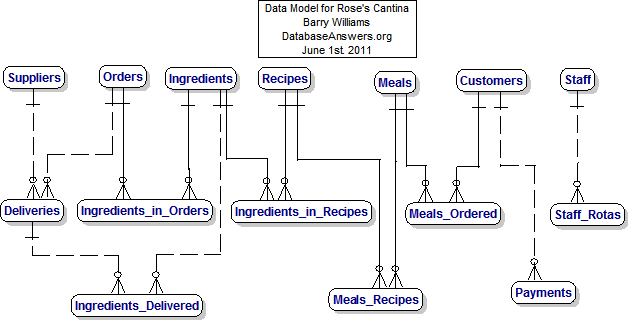 Data Model for Rose's Cantina
Barry Williams
DatabaseAnswers.org
June 1st. 2011
Suppliers
Orders
Ingredients
Recipes
Meals
Customers
Staff
Deliveries
Ingredients_in_Orders
Ingredients_in_Recipes
Meals_Ordered
Staff_Rotas
Ingredients_Delivered
Meals_Recipes
Payments